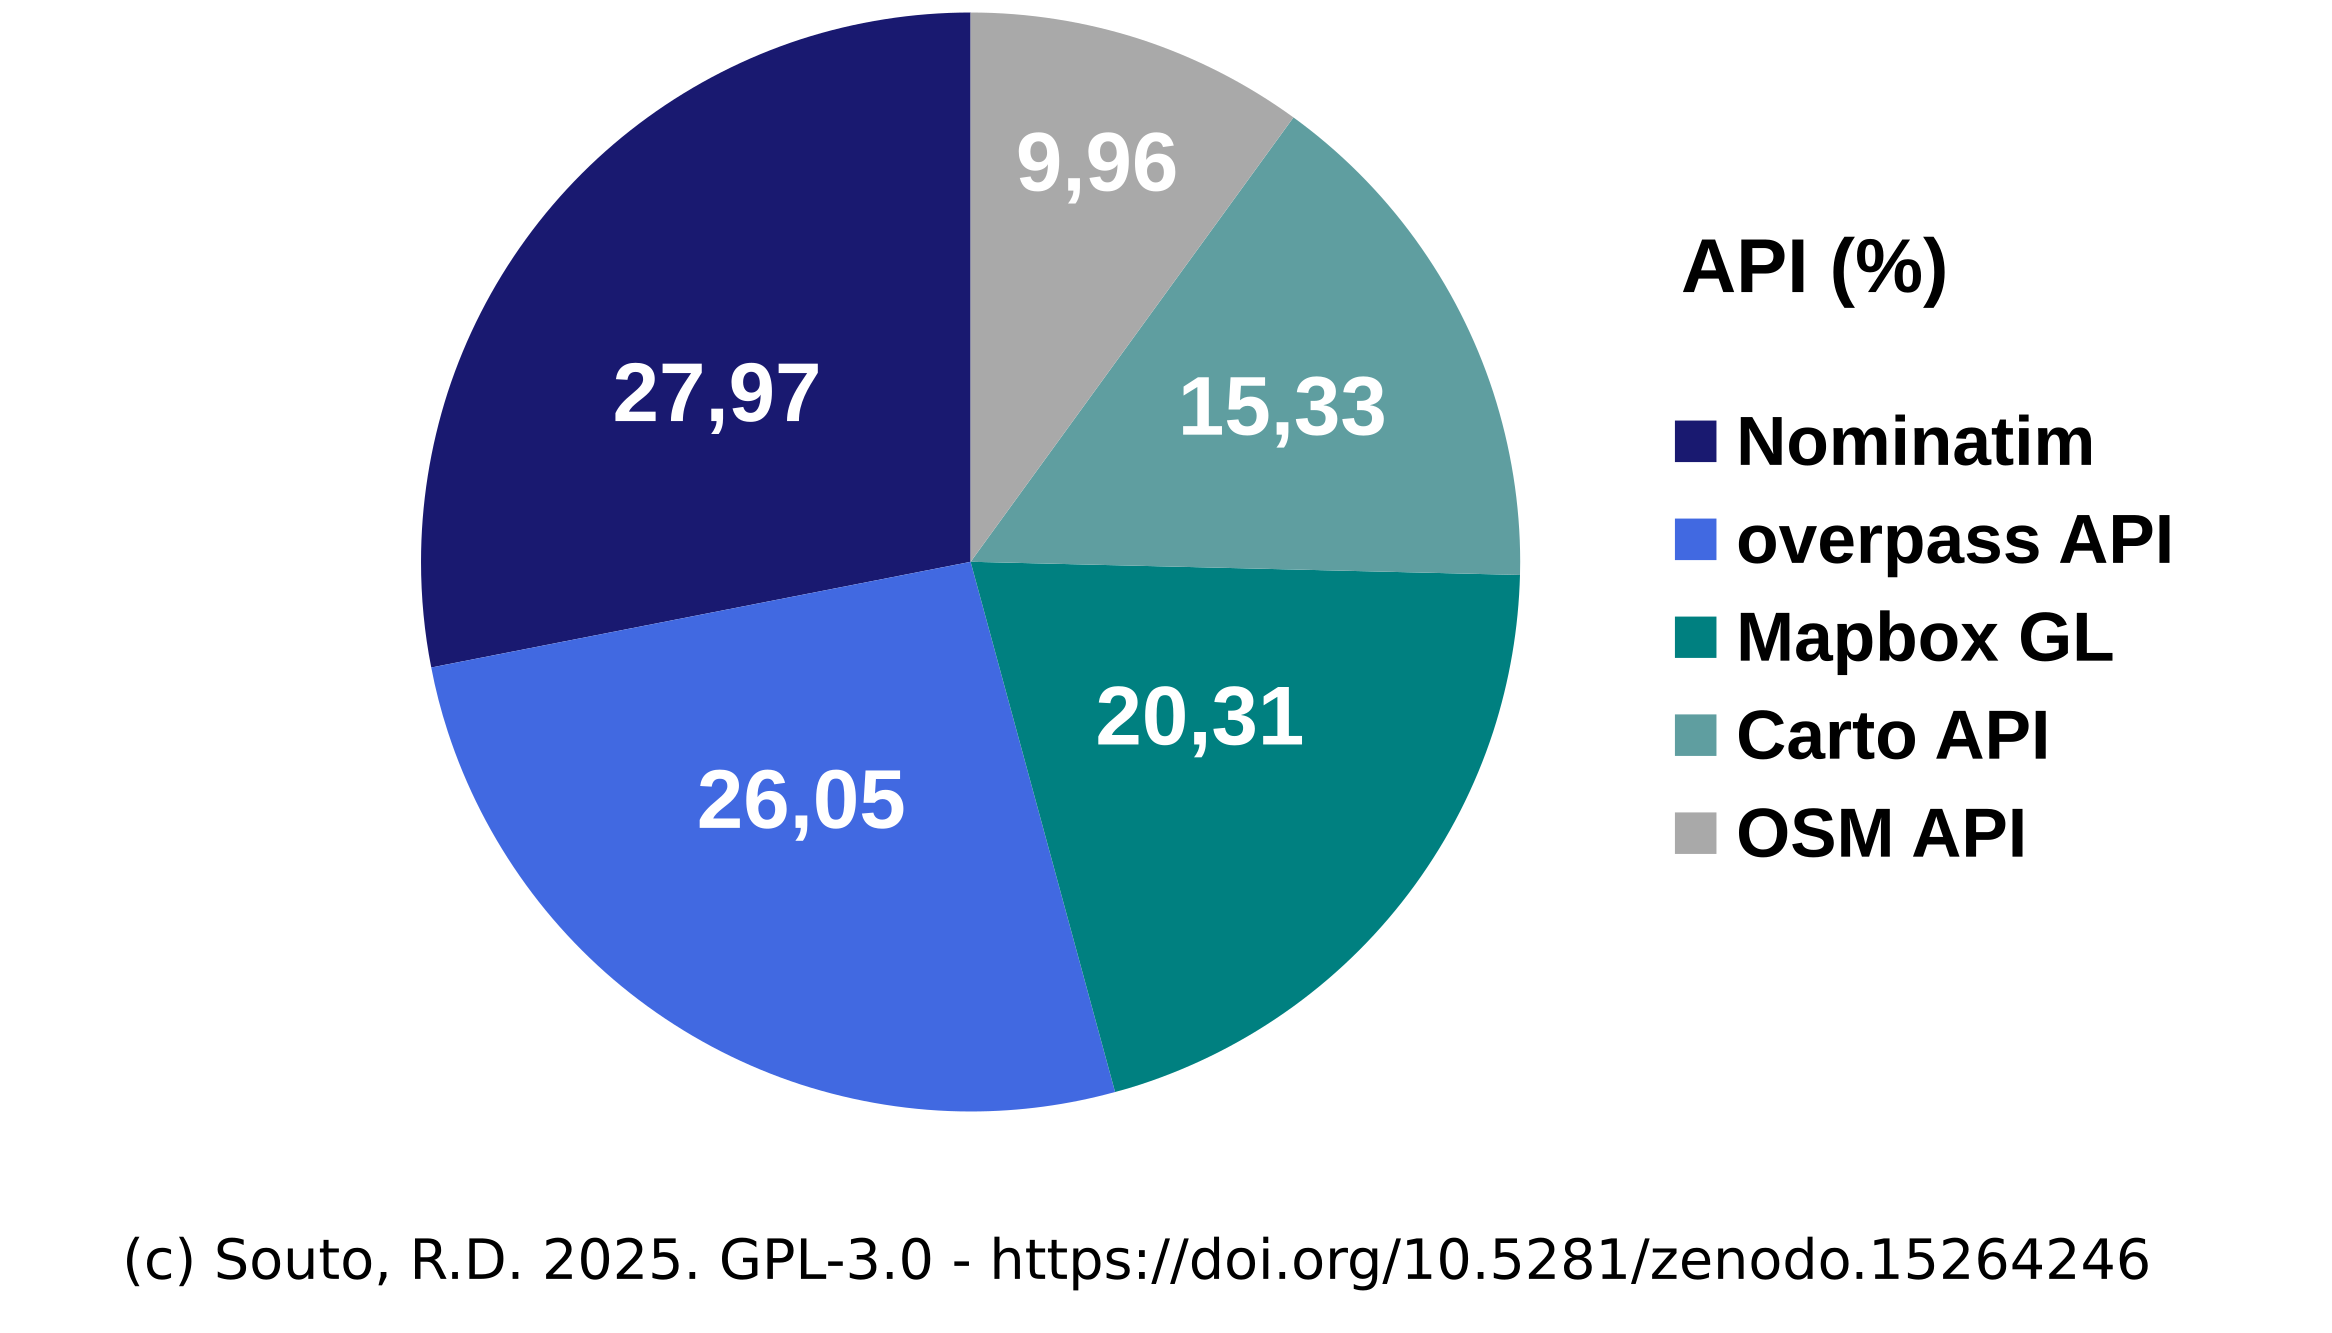 9,96
27,97
15,33
20,31
26,05
API (%)
Nominatim
overpass API
Mapbox GL
Carto API
OSM API
(c) Souto, R.D. 2025. GPL-3.0 - https://doi.org/10.5281/zenodo.15264246